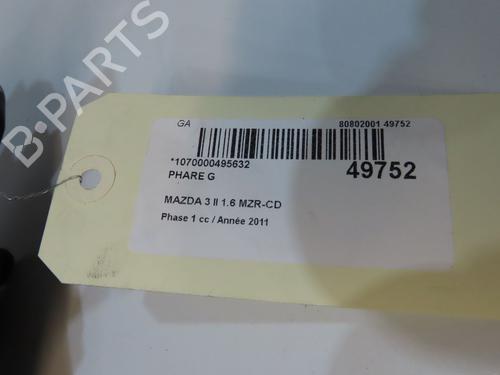 B-PARTS
GA 80802001 49752
*1070000495632
PHARE G 49752
MAZDA 3 II 1.6 MZR-CD
Phase 1 cc / Année 2011